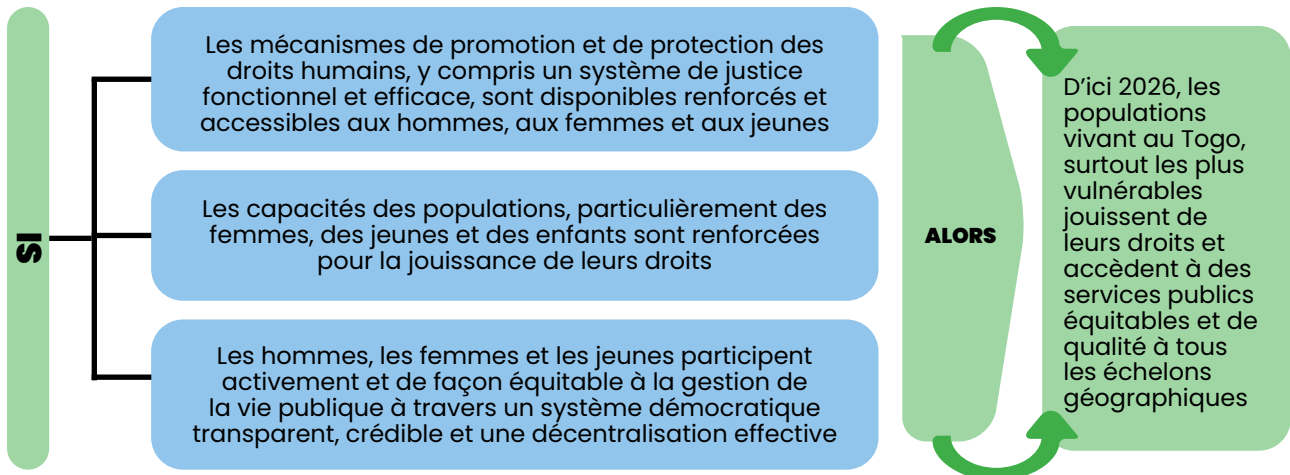 SI
Les mécanismes de promotion et de protection des
droits humains, y compris un système de justice
fonctionnel et efficace, sont disponibles renforcés et
accessibles aux hommes, aux femmes et aux jeunes
Les capacités des populations, particulièrement des
femmes, des jeunes et des enfants sont renforcées
pour la jouissance de leurs droits
Les hommes, les femmes et les jeunes participent
activement et de façon équitable à la gestion de
la vie publique à travers un système démocratique
transparent, crédible et une décentralisation effective
ALORS
D’ici 2026, les
populations
vivant au Togo,
surtout les plus
vulnérables
jouissent de
leurs droits et
accèdent à des
services publics
équitables et de
qualité à tous
les échelons
géographiques